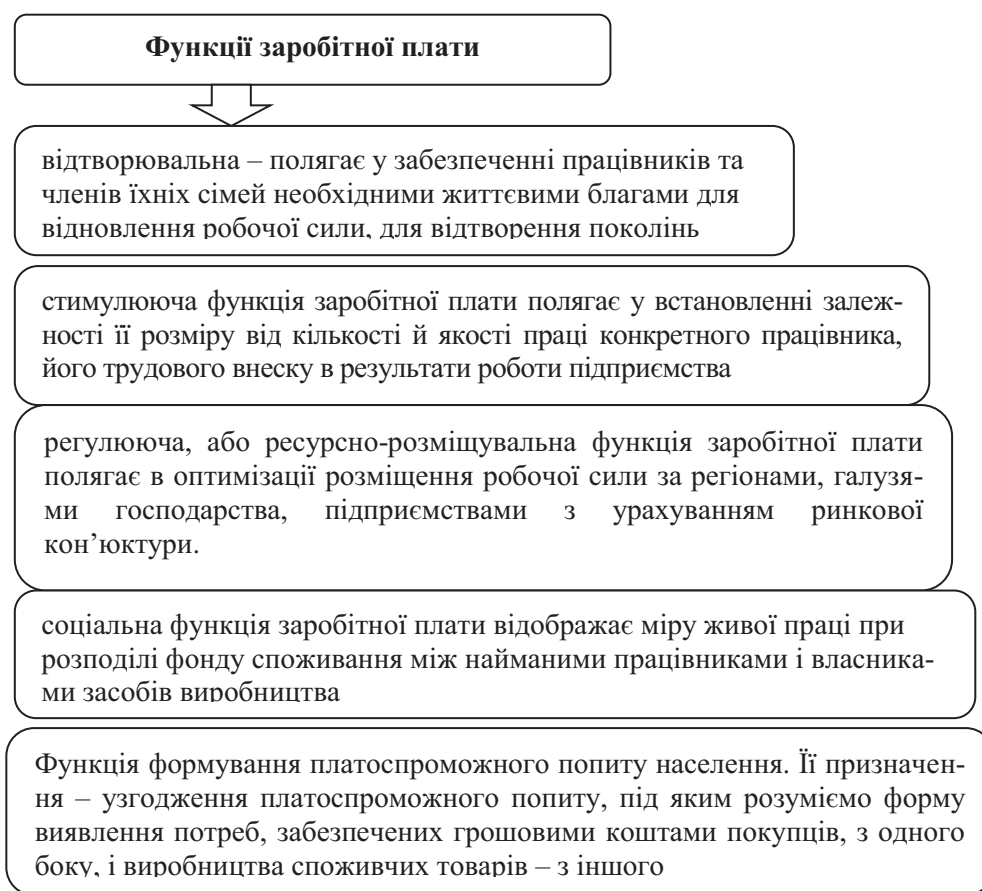 Функції заробітної плати
відтворювальна – полягає у забезпеченні працівників та
членів їхніх сімей необхідними життєвими благами для
відновлення робочої сили, для відтворення поколінь
стимулююча функція заробітної плати полягає у встановленні залеж-
ності її розміру від кількості й якості праці конкретного працівника,
його трудового внеску в результати роботи підприємства
регулююча, або ресурсно-розміщувальна функція заробітної плати
полягає в оптимізації розміщення робочої сили за регіонами, галузя-
ми господарства, підприємствами з урахуванням ринкової
кон’юктури.
соціальна функція заробітної плати відображає міру живої праці при
розподілі фонду споживання між найманими працівниками і власника-
ми засобів виробництва
Функція формування платоспроможного попиту населення. Її призначен-
ня – узгодження платоспроможного попиту, під яким розуміємо форму
виявлення потреб, забезпечених грошовими коштами покупців, з одного
боку, і виробництва споживчих товарів – з іншого